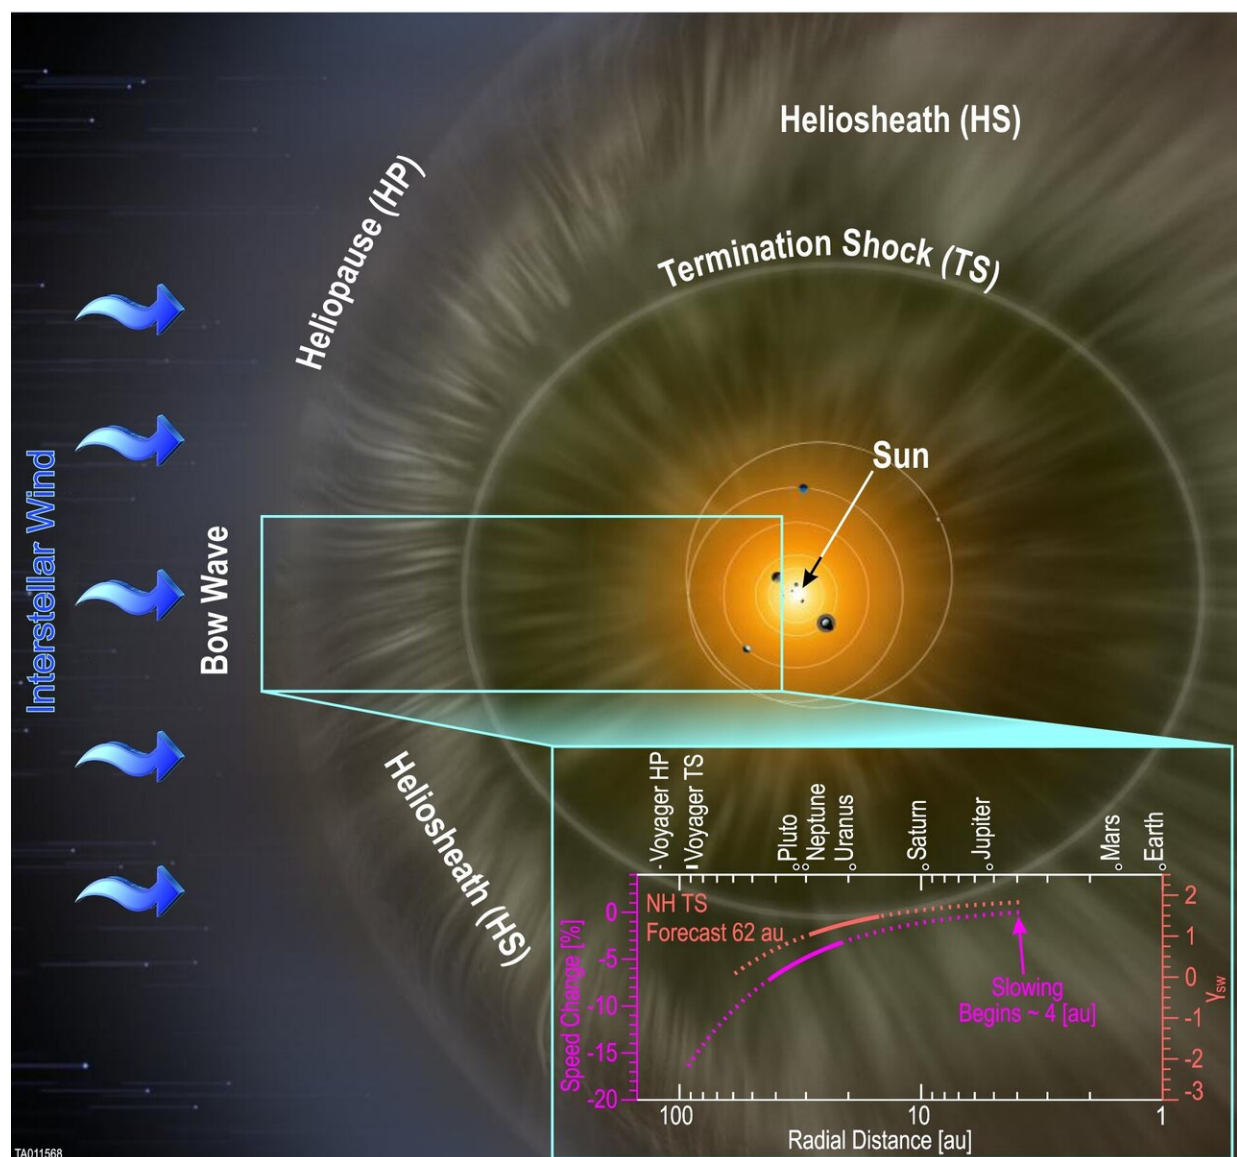 Heliosheath (HS)
Heliopause (HP)
Termination Shock (TS)
Sun
Interstellar Wind
Bow Wave
Heliosheath (HS)
Voyager HP
Voyager TS
Pluto
Neptune
Uranus
Saturn
Jupiter
Mars
Earth
NH TS
Forecast 62 au
Speed Change [%]
0
-5
-10
-15
-20
Slowing
Begins ~ 4 [au]
2
1
0
-1
-2
-3
γsw
100
10
1
Radial Distance [au]
TA011568